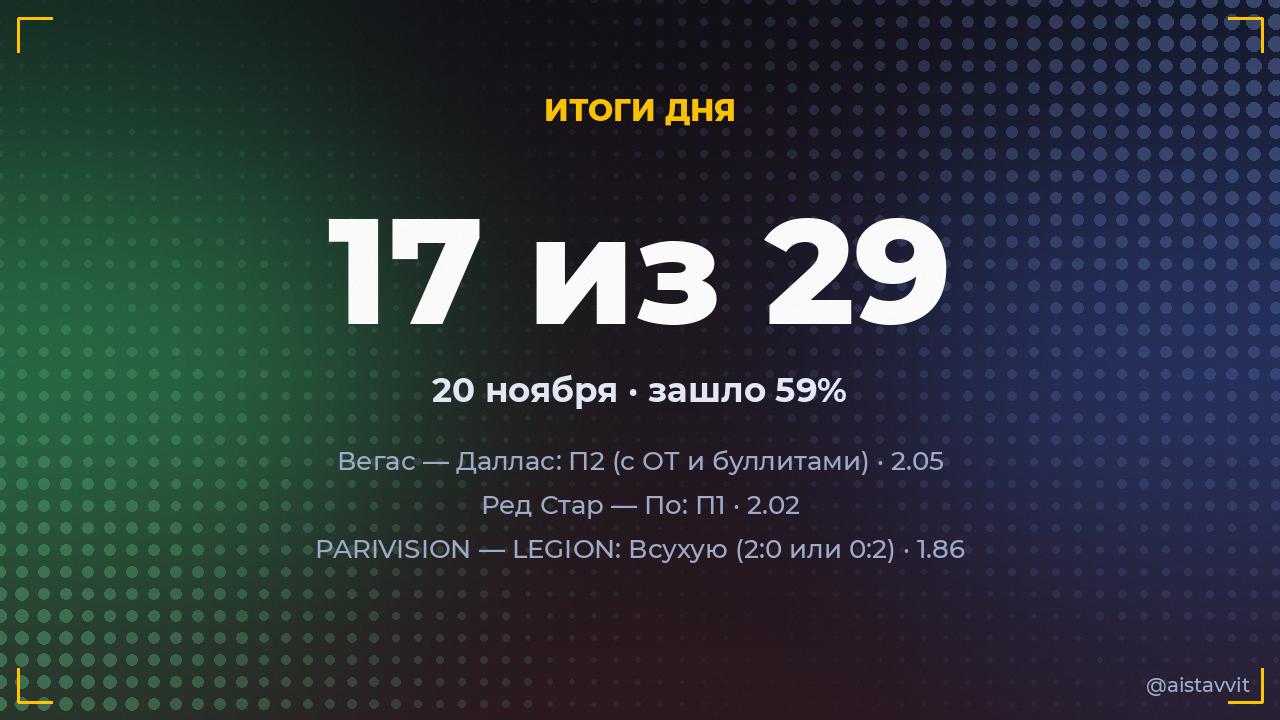 ИТОГИ ДНЯ
17 из 29
20 ноября · зашло 59%
Вегас — Даллас: П2 (с ОТ и буллитами) · 2.05
Ред Стар — По: П1 · 2.02
PARIVISION — LEGION: Всухую (2:0 или 0:2) · 1.86
@aistavvit